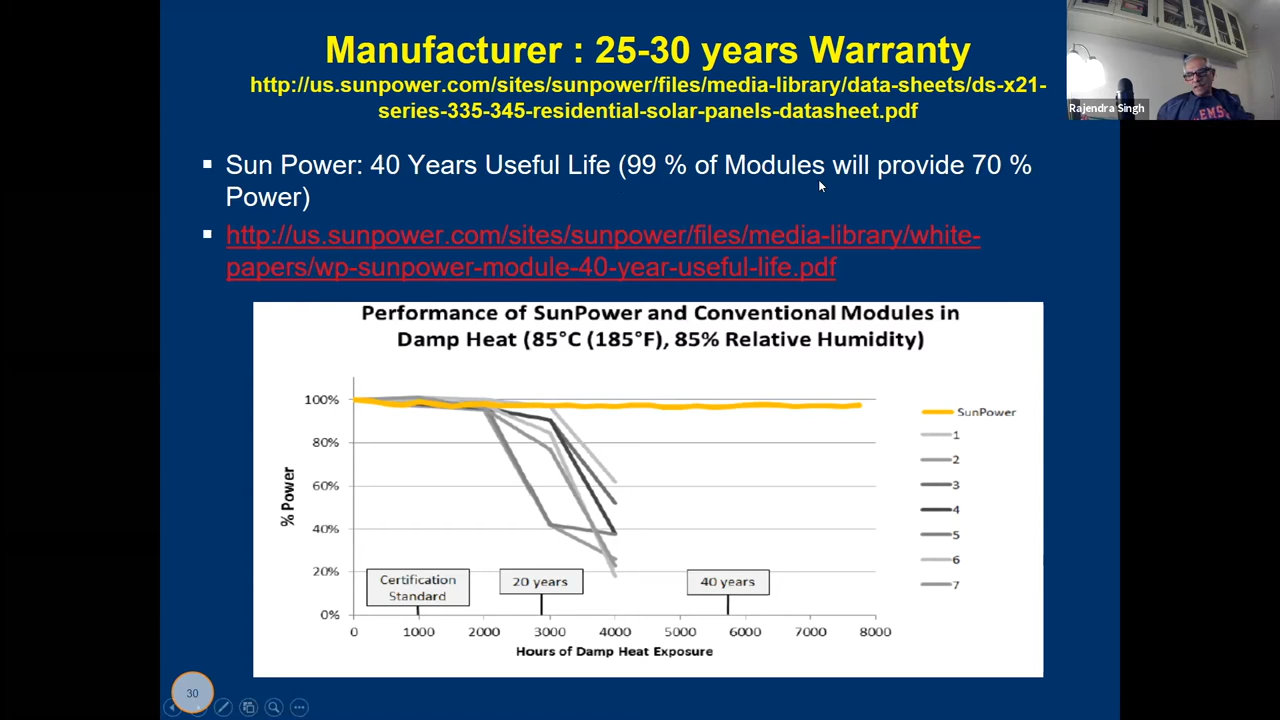 Manufacturer : 25-30 years Warranty
http://us.sunpower.com/sites/sunpower/files/media-library/data-sheets/ds-x21-
series-335-345-residential-solar-panels-datasheet.pdf
Rajendra Singh
Sun Power: 40 Years Useful Life (99 % of Modules will provide 70 %
Power)
http://us.sunpower.com/sites/sunpower/files/media-library/white-
papers/wp-sunpower-module-40-year-useful-life.pdf
Performance of SunPower and Conventional Modules in
Damp Heat (85°C (185°F), 85% Relative Humidity)
100%
80%
60%
40%
20%
0%
% Power
SunPower
1
2
3
4
5
6
7
Certification
Standard
20 years
40 years
0 1000 2000 3000 4000 5000 6000 7000 8000
Hours of Damp Heat Exposure
30